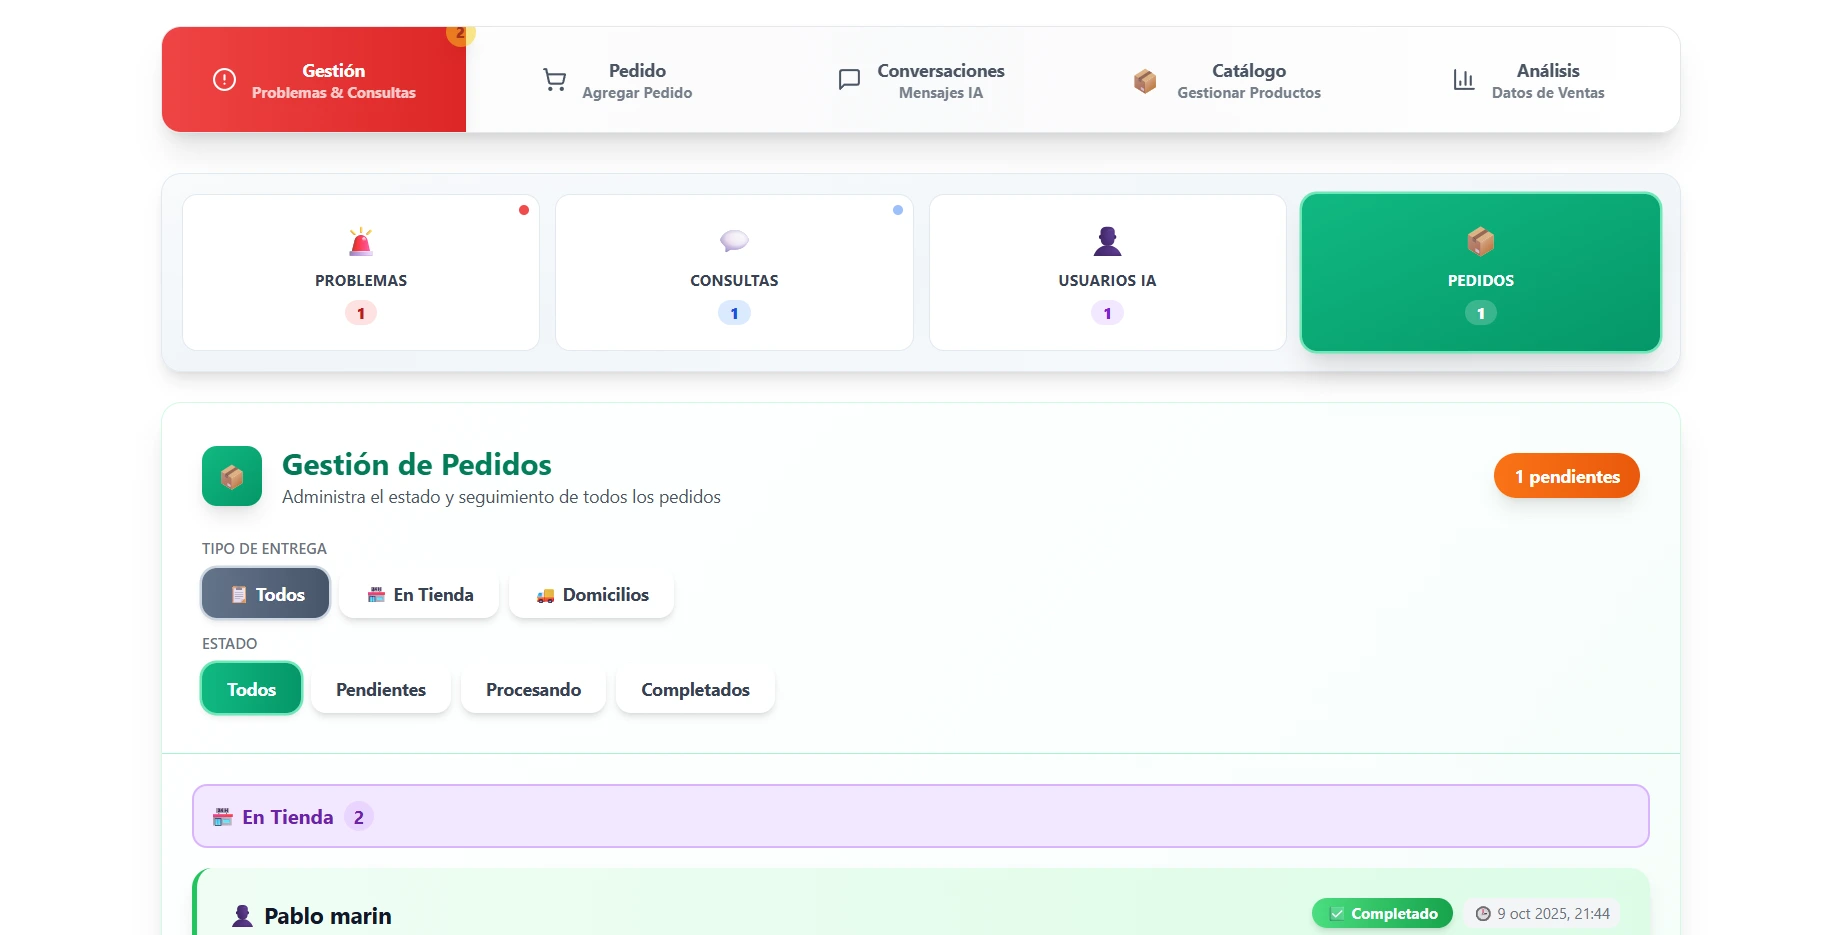 2
Gestión
Problemas & Consultas
Pedido
Agregar Pedido
Conversaciones
Mensajes IA
Catálogo
Gestionar Productos
Análisis
Datos de Ventas
PROBLEMAS
1
CONSULTAS
1
USUARIOS IA
1
PEDIDOS
1
Gestión de Pedidos
Administra el estado y seguimiento de todos los pedidos
1 pendientes
TIPO DE ENTREGA
Todos
En Tienda
Domicilios
ESTADO
Todos
Pendientes
Procesando
Completados
En Tienda 2
Pablo marin
Completado
9 oct 2025, 21:44